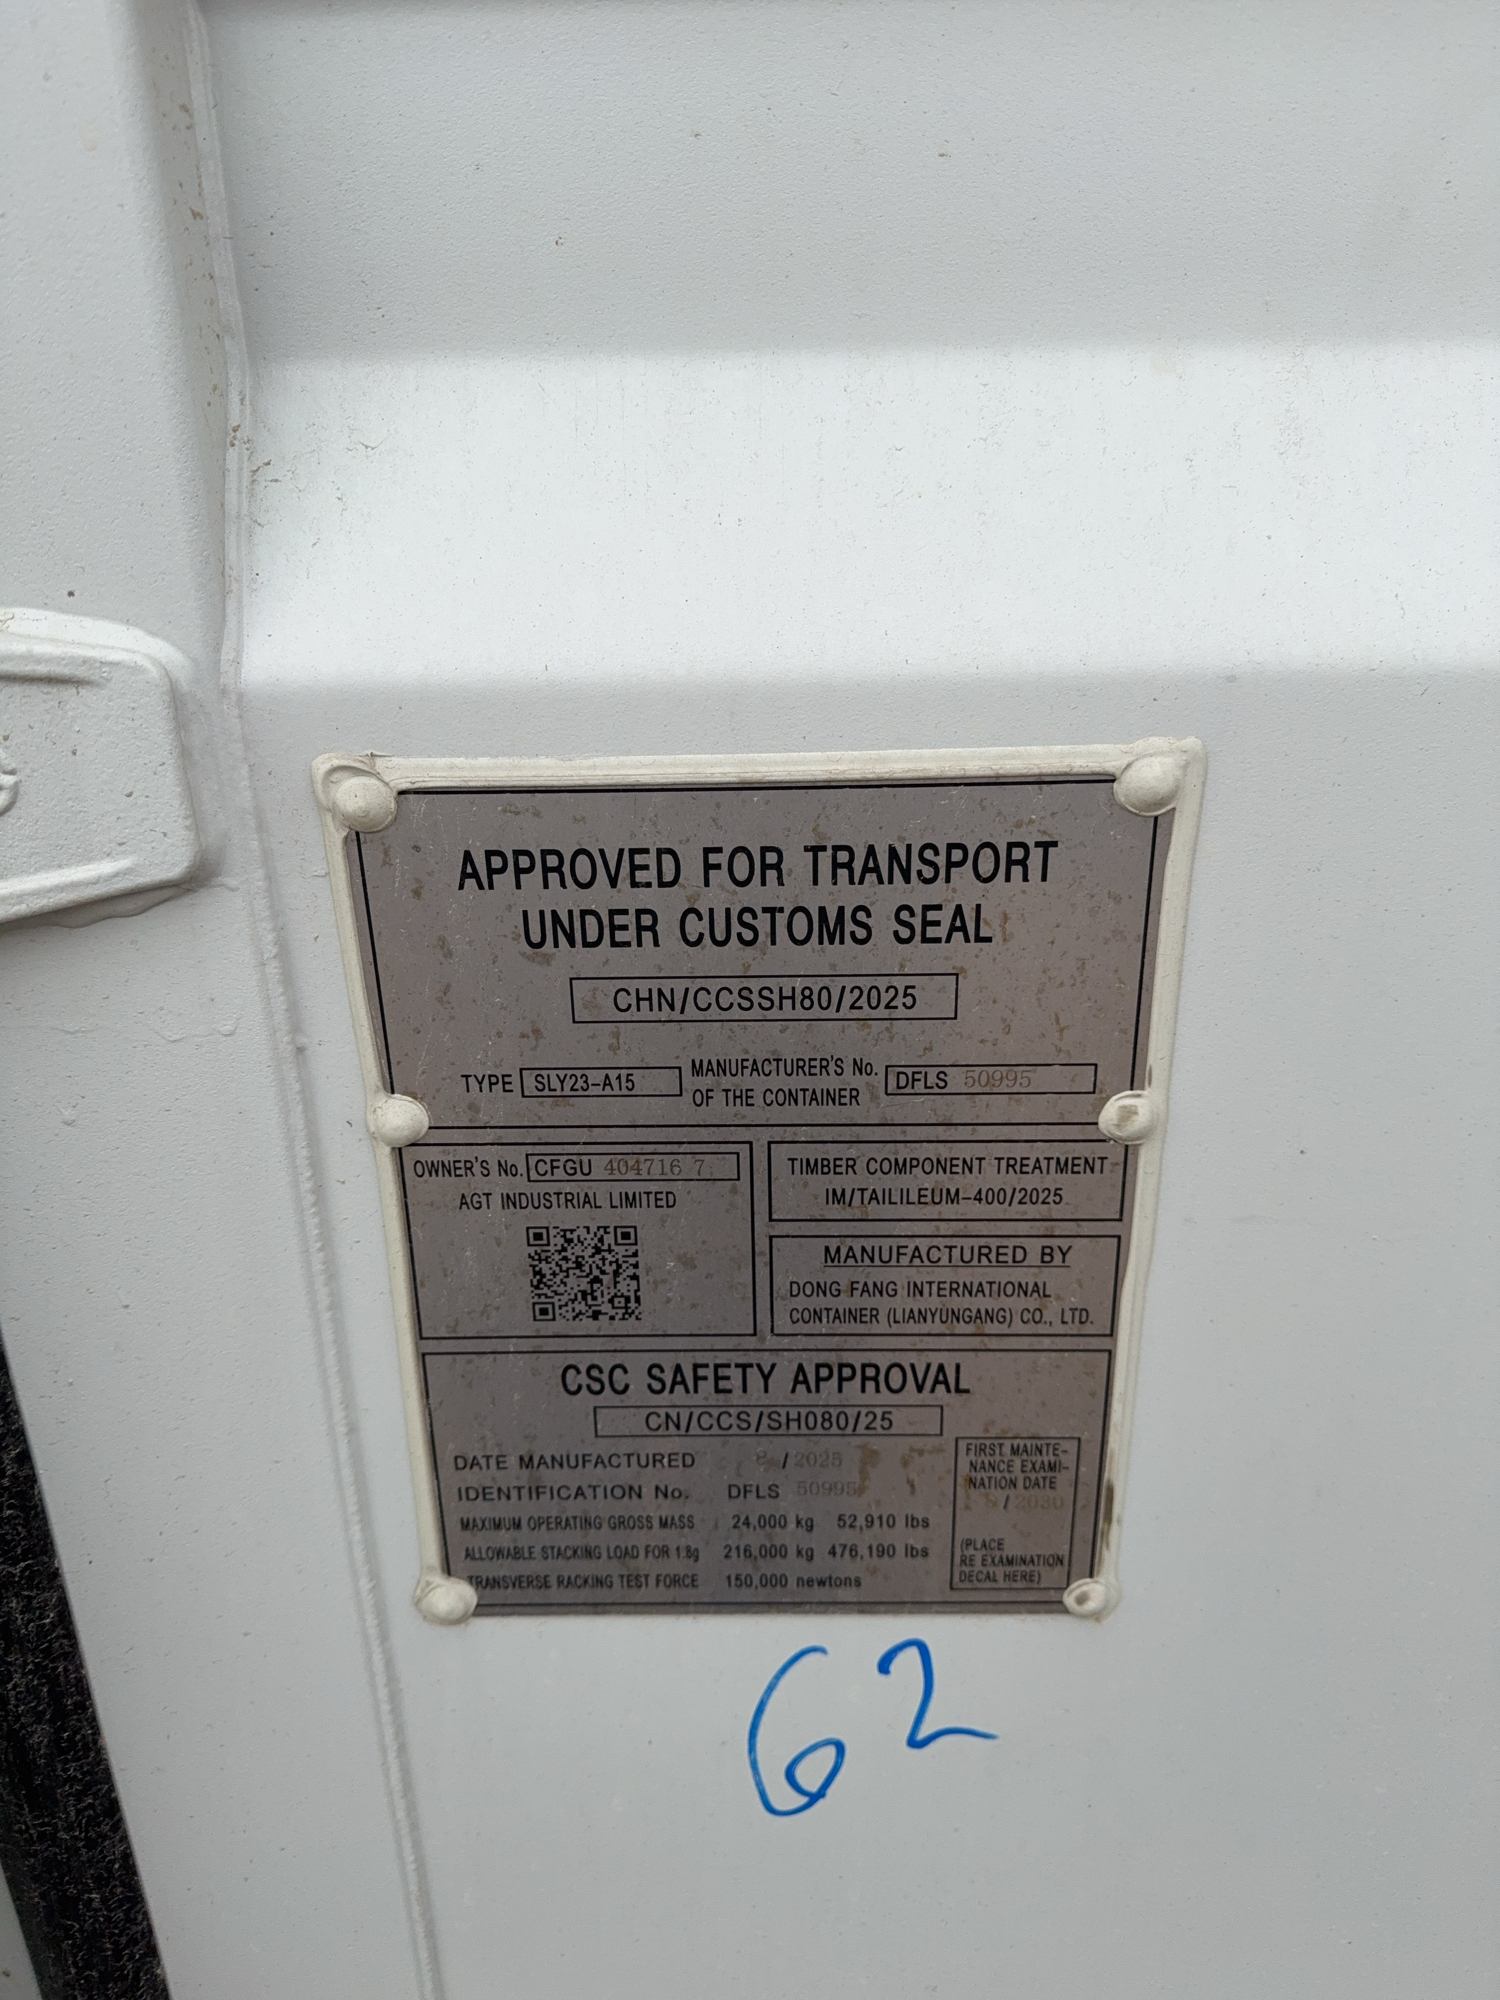 APPROVED FOR TRANSPORT
UNDER CUSTOMS SEAL
CHN/CCSSH80/2025
TYPE SLY23-A15 MANUFACTURER'S No. OF THE CONTAINER DFLS 50995
OWNER'S No. CFGU 404716 7
AGT INDUSTRIAL LIMITED
TIMBER COMPONENT TREATMENT
IM/TAILILEUM-400/2025
MANUFACTURED BY
DONG FANG INTERNATIONAL
CONTAINER (LIANYUNGANG) CO., LTD.
CSC SAFETY APPROVAL
CN/CCS/SH080/25
DATE MANUFACTURED / 2025
IDENTIFICATION No. DFLS 50995
MAXIMUM OPERATING GROSS MASS 24,000 kg 52,910 lbs
ALLOWABLE STACKING LOAD FOR 1.8g 216,000 kg 476,190 lbs
TRANSVERSE RACKING TEST FORCE 150,000 newtons
FIRST MAINTE-
NANCE EXAMI-
NATION DATE
/ 2030
(PLACE
RE EXAMINATION
DECAL HERE)
62